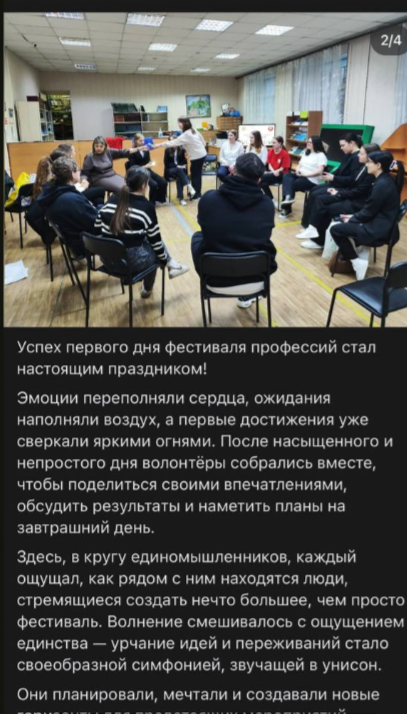 2/4
Успех первого дня фестиваля профессий стал
настоящим праздником!
Эмоции переполняли сердца, ожидания
наполняли воздух, а первые достижения уже
сверкали яркими огнями. После насыщенного и
непростого дня волонтёры собрались вместе,
чтобы поделиться своими впечатлениями,
обсудить результаты и наметить планы на
завтрашний день.
Здесь, в кругу единомышленников, каждый
ощущал, как рядом с ним находятся люди,
стремящиеся создать нечто большее, чем просто
фестиваль. Волнение смешивалось с ощущением
единства — урчание идей и переживаний стало
своеобразной симфонией, звучащей в унисон.
Они планировали, мечтали и создавали новые